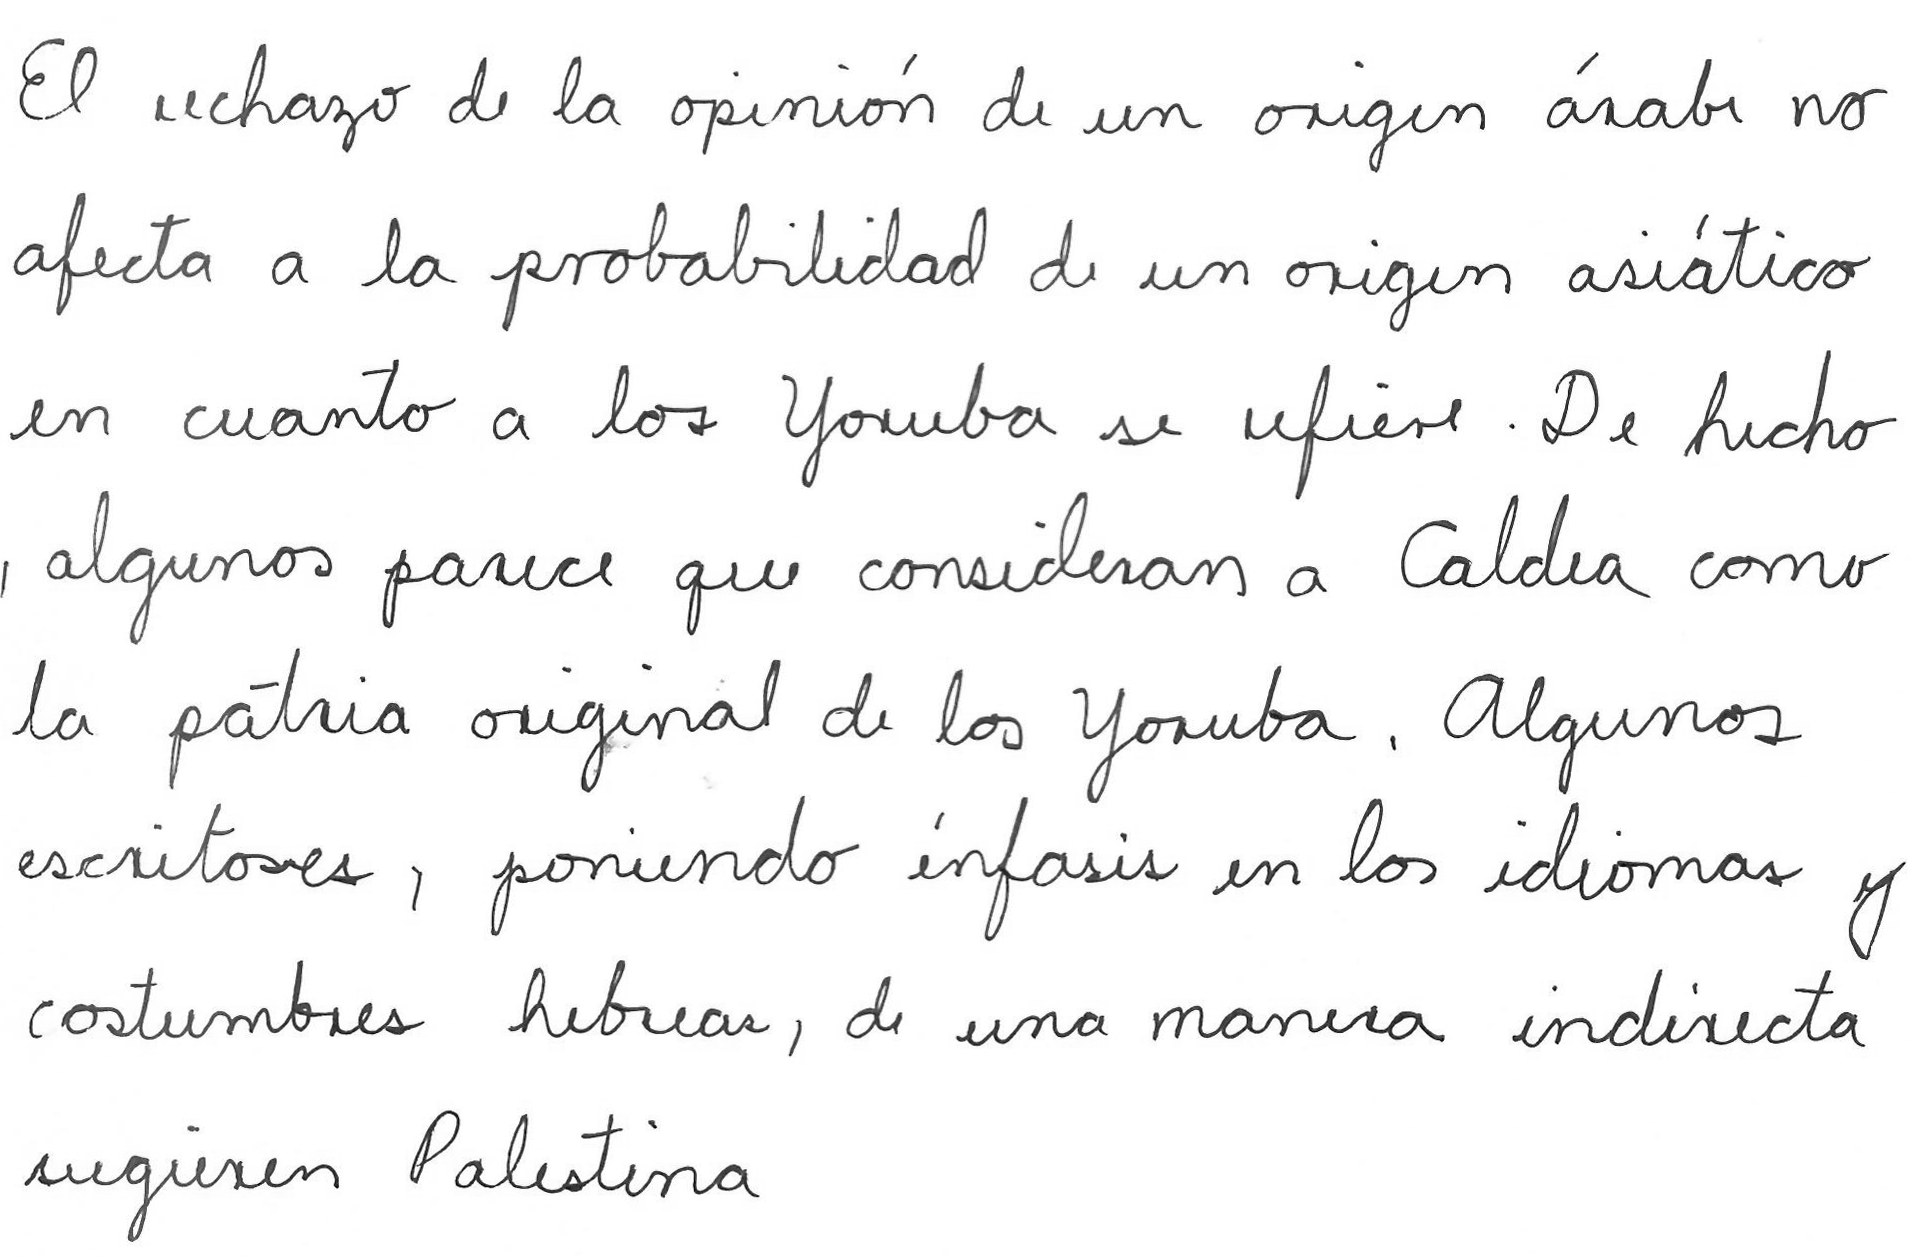 El rechazo de la opinión de un origen árabe no
afecta a la probabilidad de un origen asiático
en cuanto a los Yoruba se refiere. De hecho
, algunos parece que consideran a Caldea como
la pátria original de los Yoruba. Algunos
escritores, poniendo énfasis en los idiomas y
costumbres hebreas, de una manera indirecta
sugieren Palestina